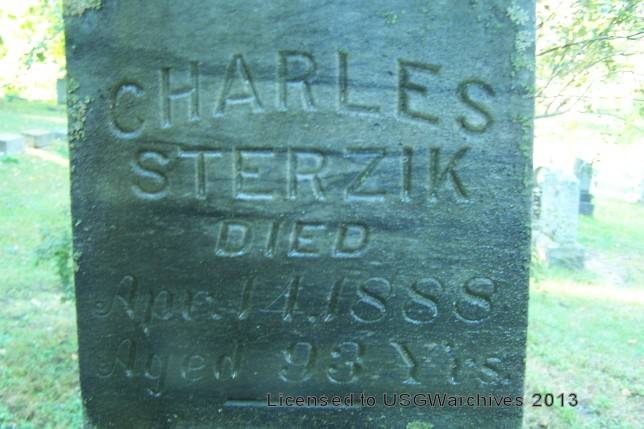 CHARLES
STERZIK
DIED
Apr. 14, 1888
Aged 93 Yrs.
Licensed to USGWarchives 2013